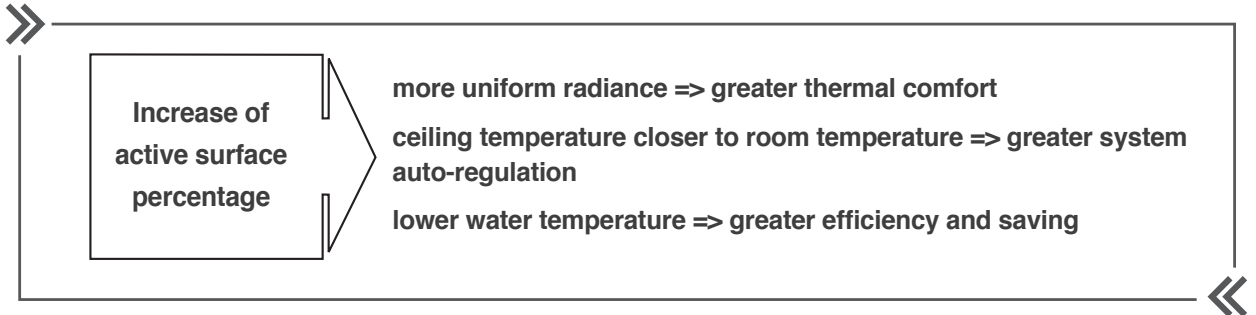 Increase of
active surface
percentage
more uniform radiance => greater thermal comfort
ceiling temperature closer to room temperature => greater system
auto-regulation
lower water temperature => greater efficiency and saving